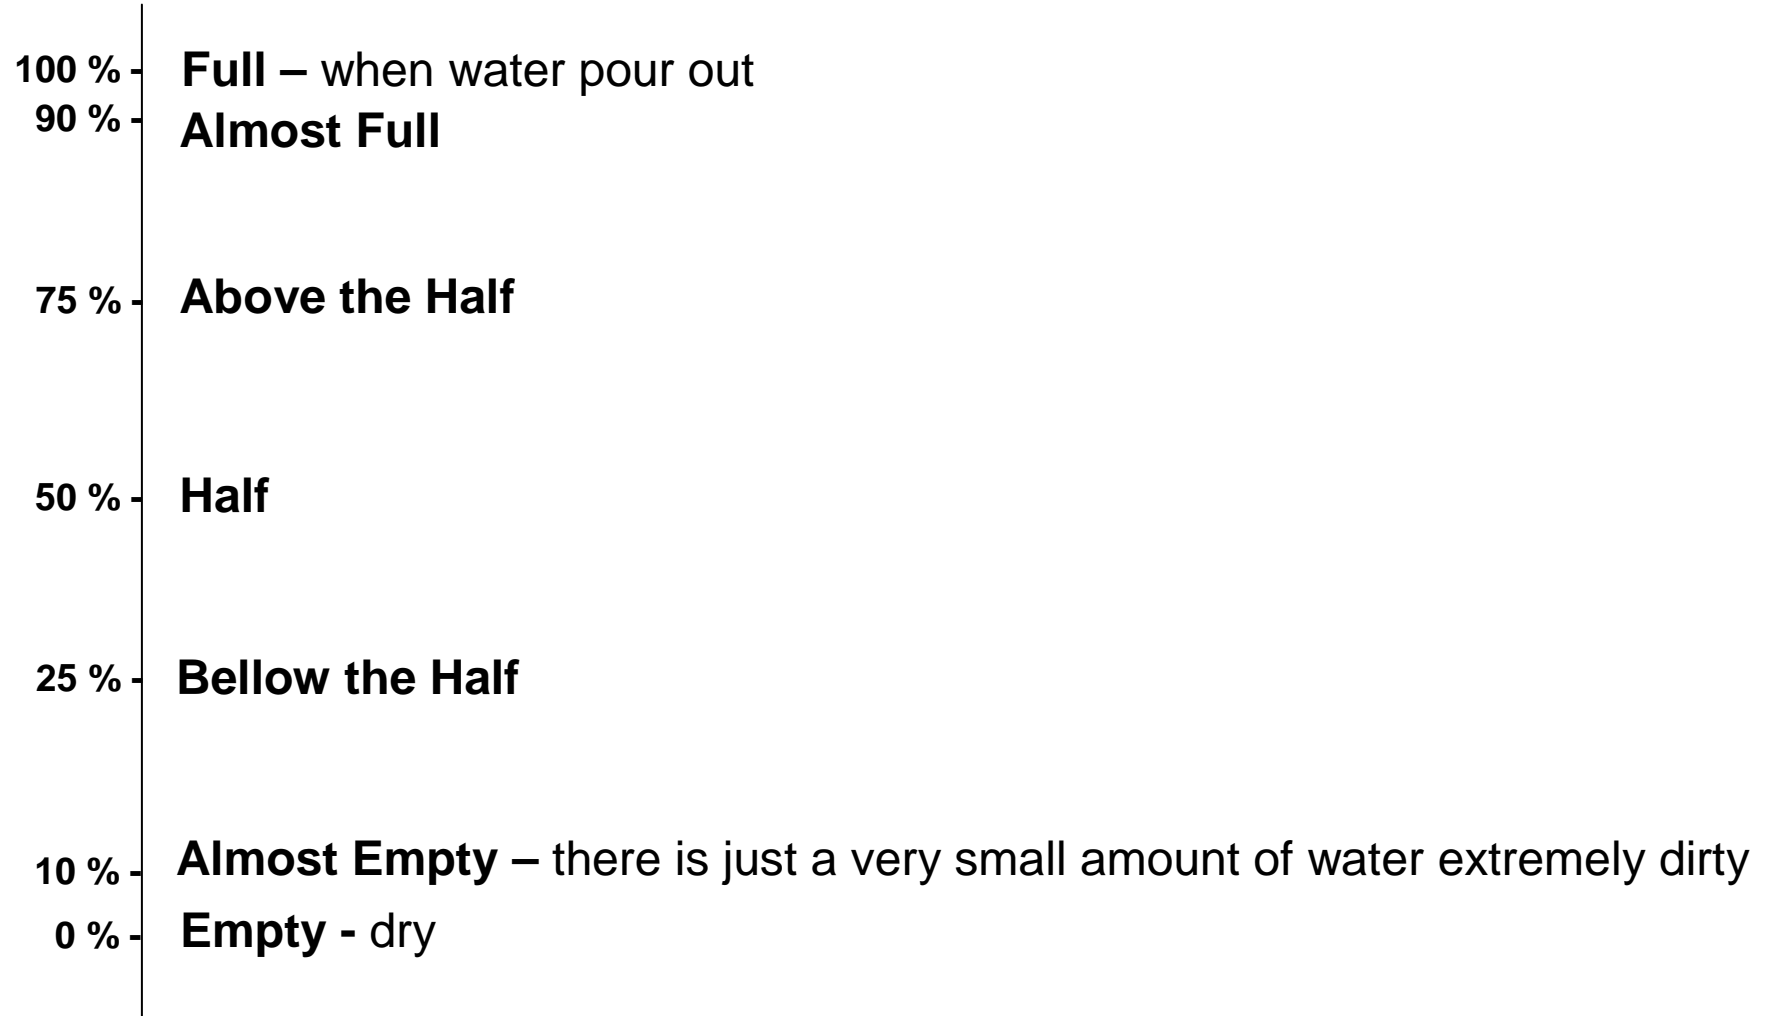 100 % - Full – when water pour out
90 % - Almost Full
75 % - Above the Half
50 % - Half
25 % - Bellow the Half
10 % - Almost Empty – there is just a very small amount of water extremely dirty
0 % - Empty - dry